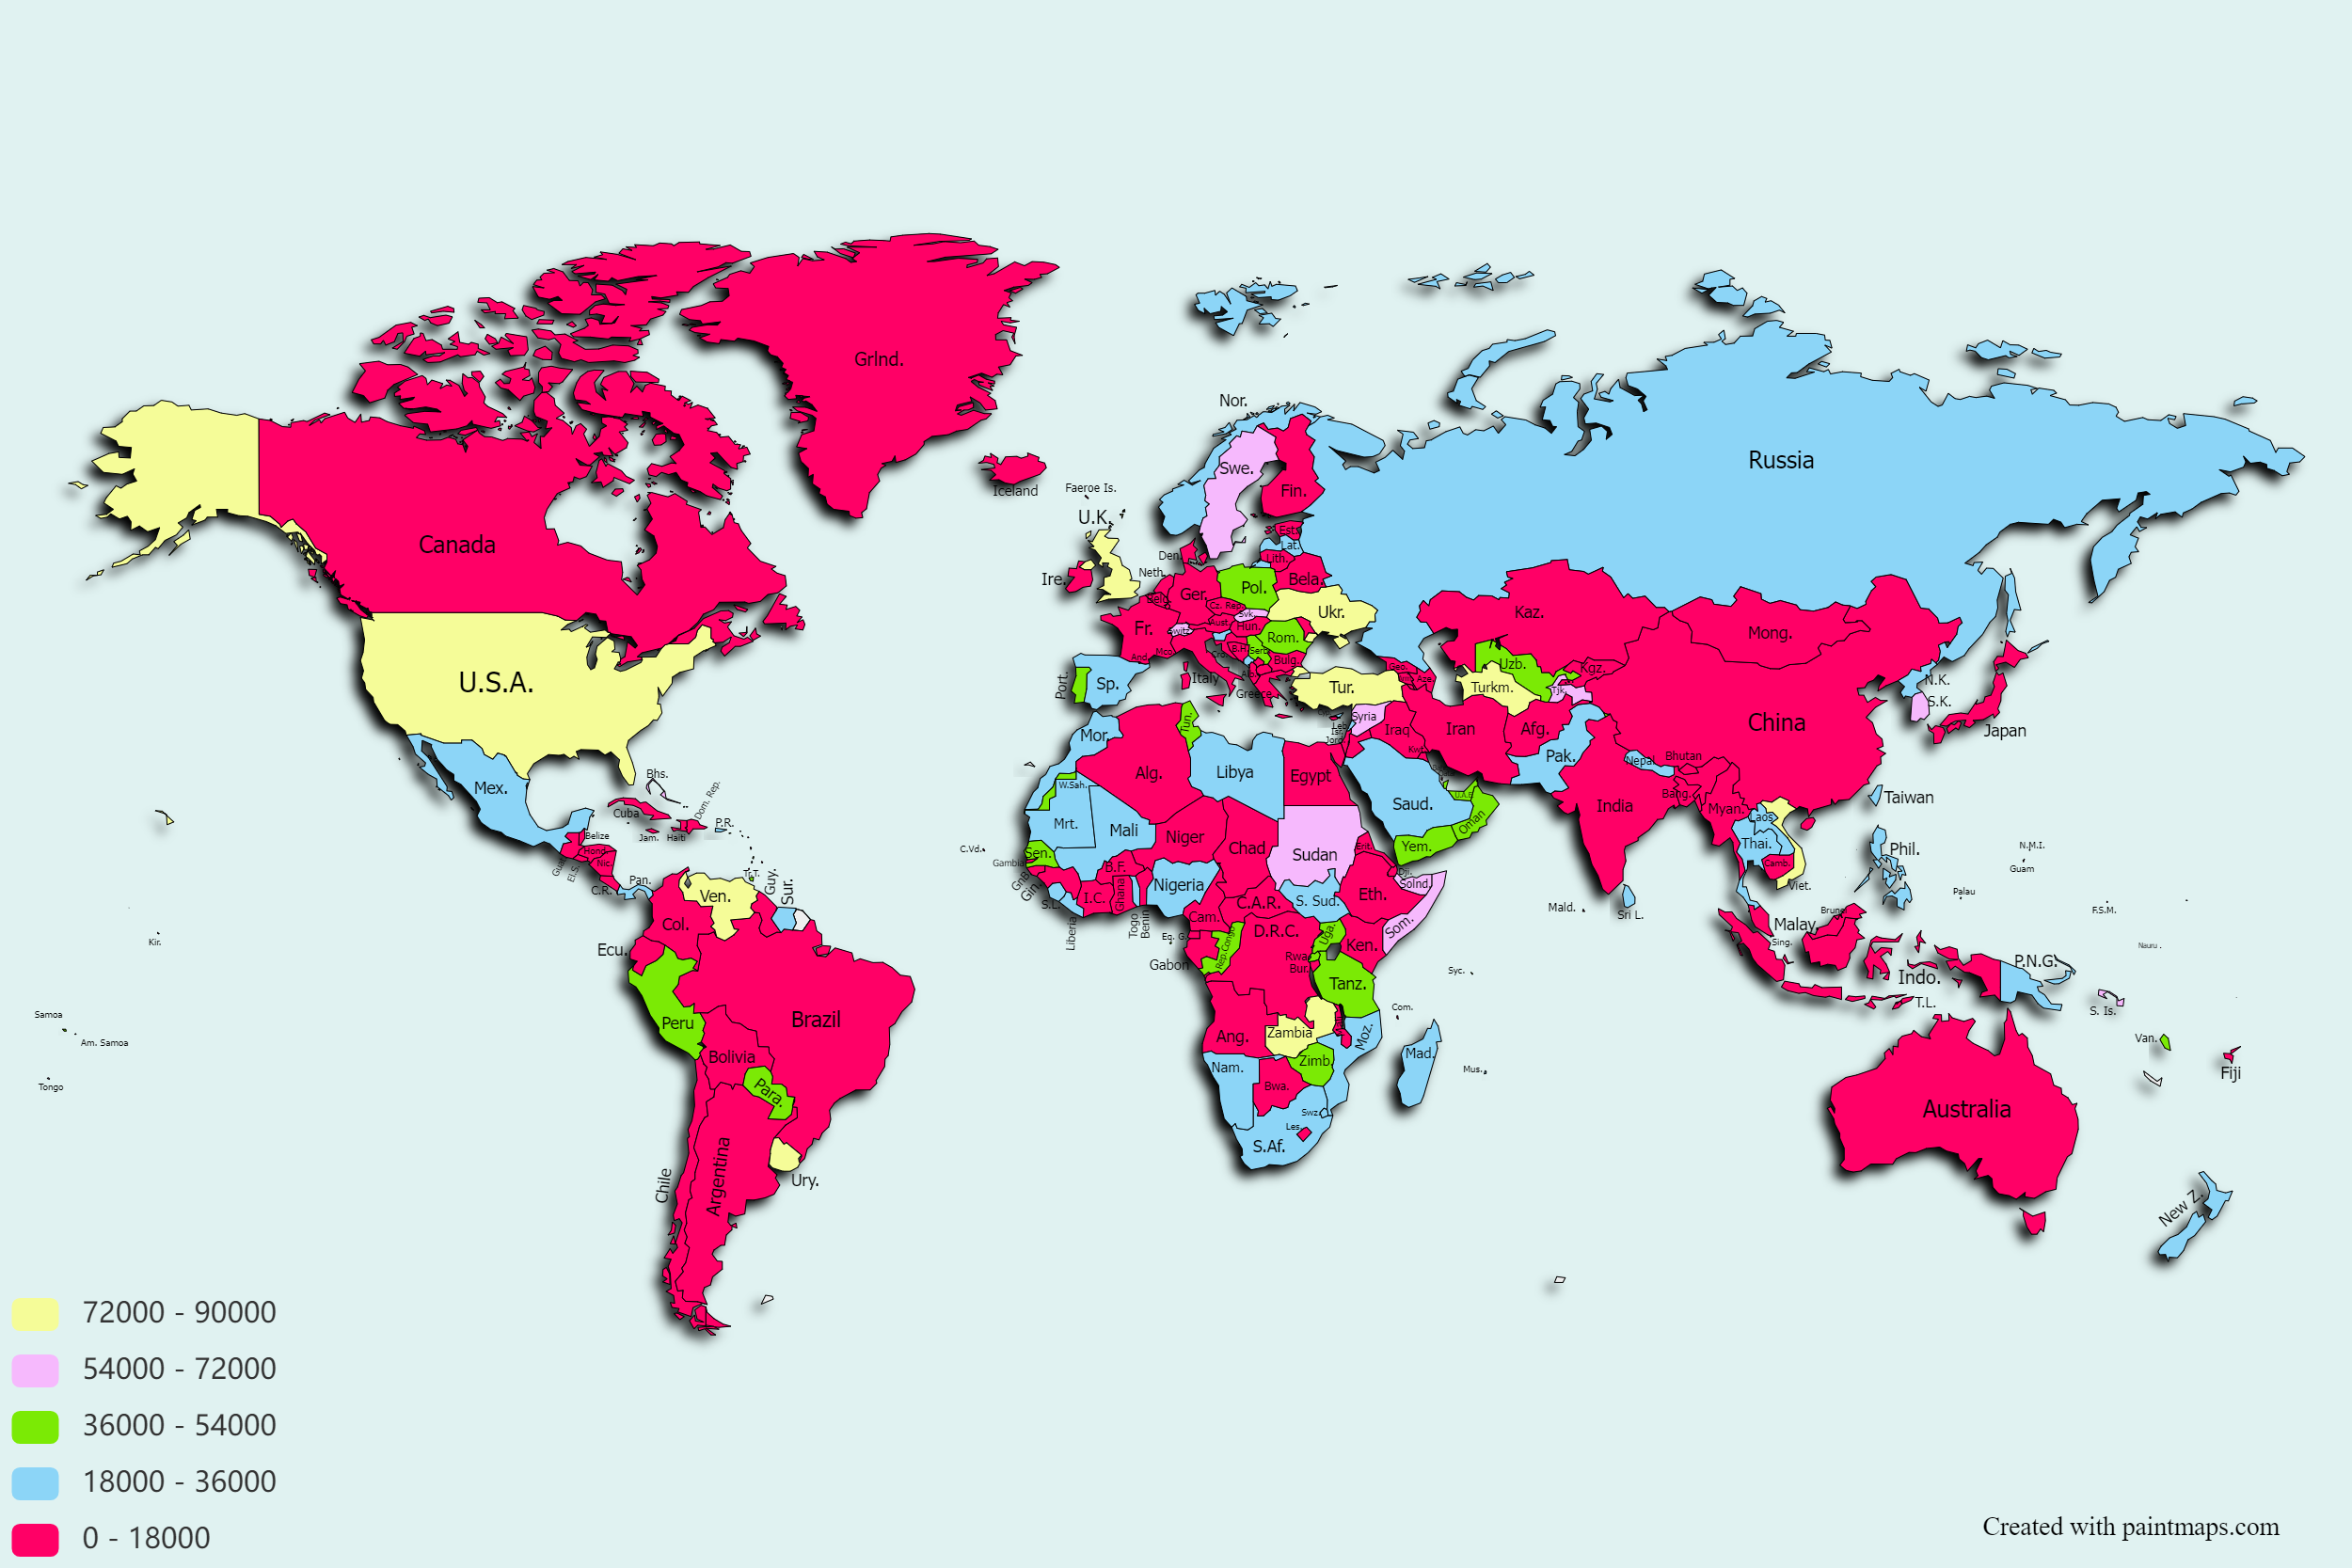 Grlnd.
Nor.
Russia
Swe.
Fin.
Iceland
Faeroe Is.
U.K.
Canada
Est.
Lat.
Lith.
Den.
Neth.
Ire.
Bela.
Pol.
Ger.
Belg.
Cz. Rep.
Svk.
Ukr.
Kaz.
Mong.
Fr.
Switz.
Aust.
Hun.
Rom.
Cro.
B.H.
Serb.
Bulg.
And.
Mco.
U.S.A.
Port.
Sp.
Italy
Alb.
Greece
Tur.
Geo.
Aze.
Turkm.
Uzb.
Kgz.
Tjk.
N.K.
S.K.
China
Japan
Mor.
Tun.
Syria
Leb.
Isr.
Jord.
Iraq
Kwt.
Iran
Afg.
Pak.
Nepal
Bhutan
Alg.
Libya
Egypt
Mex.
Bhs.
Cuba
Dom. Rep.
P.R.
Jam.
Haiti
Belize
Guat.
Hond.
El.S.
Nic.
C.R.
Pan.
Tr.T.
W.Sah.
Mrt.
Mali
Niger
Chad
Sudan
Erit.
Saud.
U.A.E.
Oman
Yem.
India
Bang.
Myan.
Laos
Taiwan
Thai.
Camb.
Viet.
Phil.
N.M.I.
Guam
Palau
F.S.M.
C.Vd.
Sen.
Gambia
GnB.
Gin.
S.L.
Liberia
I.C.
B.F.
Ghana
Togo
Benin
Nigeria
Cam.
C.A.R.
S. Sud.
Eth.
Dji.
Solnd.
Som.
Mald.
Sri L.
Malay.
Brunei
Sing.
Nauru
Ven.
Guy.
Sur.
Col.
Ecu.
Kir.
Eq. G.
Gabon
Rep.Congo
D.R.C.
Uga.
Ken.
Rwa.
Bur.
Tanz.
Syc.
Indo.
P.N.G.
T.L.
S. Is.
Samoa
Am. Samoa
Tongo
Peru
Brazil
Bolivia
Para.
Ang.
Zambia
Moz.
Com.
Mad.
Mus.
Zimb.
Nam.
Bwa.
Swz.
Les.
S.Af.
Van.
Fiji
Australia
New Z.
Chile
Argentina
Ury.
72000 - 90000
54000 - 72000
36000 - 54000
18000 - 36000
0 - 18000
Created with paintmaps.com